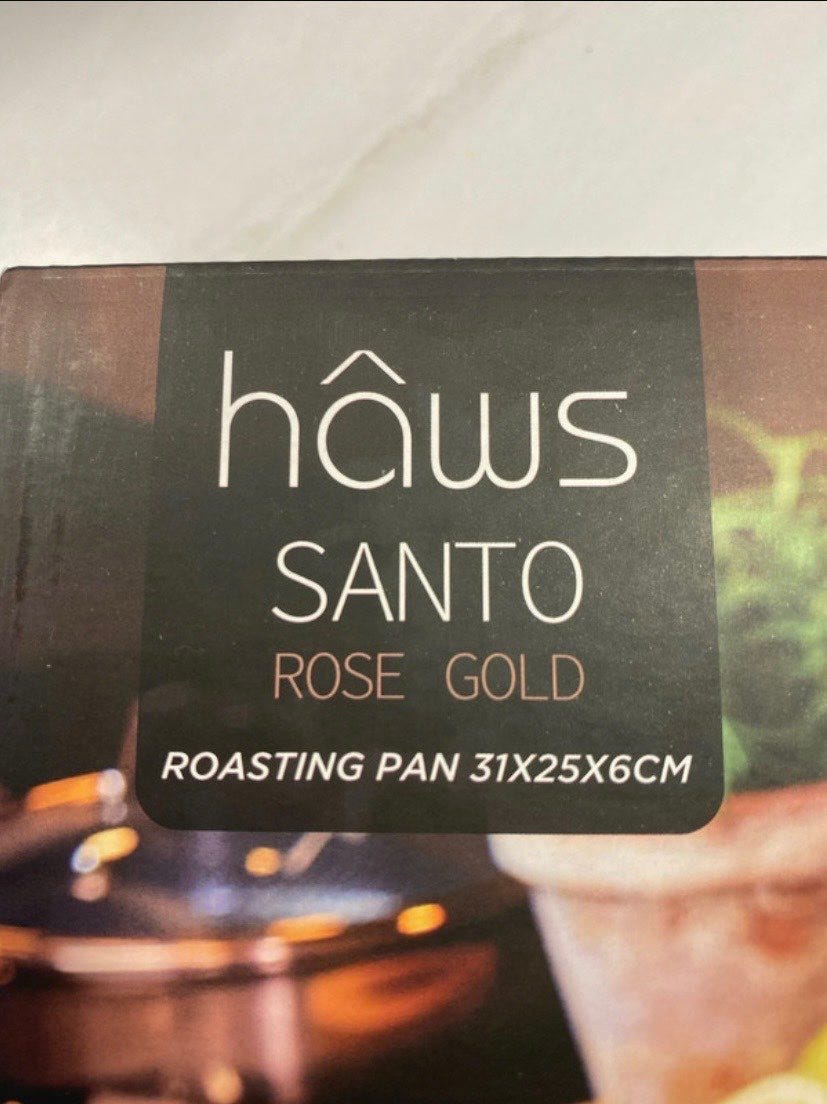 hâws
SANTO
ROSE GOLD
ROASTING PAN 31X25X6CM